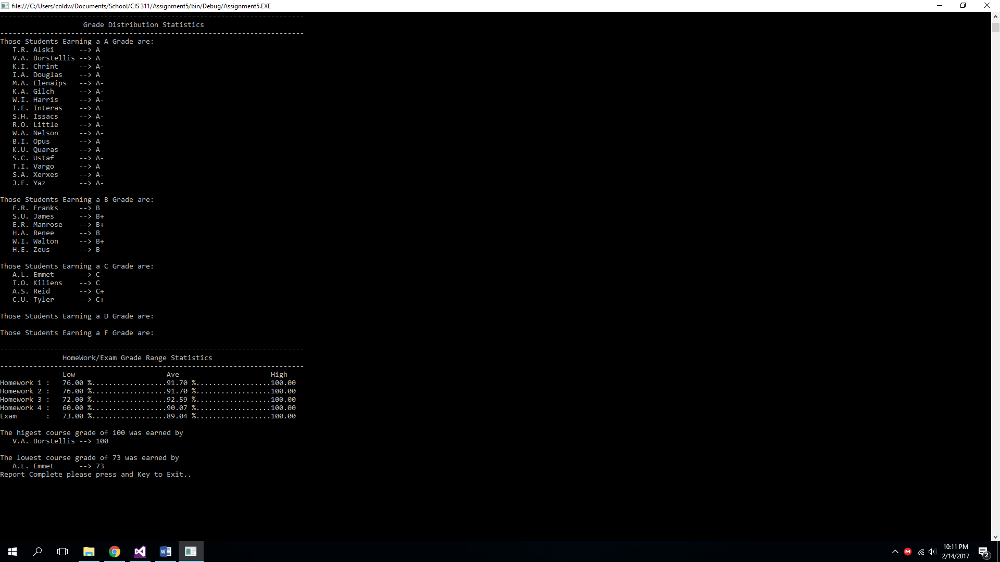 file:///C:/Users/coldw/Documents/School/CIS 311/Assignment5/bin/Debug/Assignment5.EXE
-------------------------------------------------------------------------
Grade Distribution Statistics
-------------------------------------------------------------------------
Those Students Earning a A Grade are:
T.R. Alski      --> A
V.A. Borstellis --> A
K.I. Chrint     --> A-
I.A. Douglas    --> A
M.A. Elenaips   --> A-
K.A. Gilch      --> A-
W.I. Harris     --> A-
I.E. Interas    --> A
S.H. Issacs     --> A-
R.O. Little     --> A-
W.A. Nelson     --> A-
B.I. Opus       --> A
K.U. Quaras     --> A
S.C. Ustaf      --> A-
T.I. Vargo      --> A
S.A. Xerxes     --> A-
J.E. Yaz        --> A-
Those Students Earning a B Grade are:
F.R. Franks     --> B
S.U. James      --> B+
E.R. Manrose    --> B+
H.A. Renee      --> B
W.I. Walton     --> B+
H.E. Zeus       --> B
Those Students Earning a C Grade are:
A.L. Emmet      --> C-
T.O. Kiliens    --> C
A.S. Reid       --> C+
C.U. Tyler      --> C+
Those Students Earning a D Grade are:
Those Students Earning a F Grade are:
-------------------------------------------------------------------------
HomeWork/Exam Grade Range Statistics
-------------------------------------------------------------------------
Low                      Ave                      High
Homework 1 :   76.00 %..................91.70 %..................100.00
Homework 2 :   76.00 %..................91.70 %..................100.00
Homework 3 :   72.00 %..................92.59 %..................100.00
Homework 4 :   60.00 %..................90.07 %..................100.00
Exam       :   73.00 %..................89.04 %..................100.00
The higest course grade of 100 was earned by
V.A. Borstellis --> 100
The lowest course grade of 73 was earned by
A.L. Emmet      --> 73
Report Complete please press and Key to Exit..
10:11 PM
2/14/2017
2